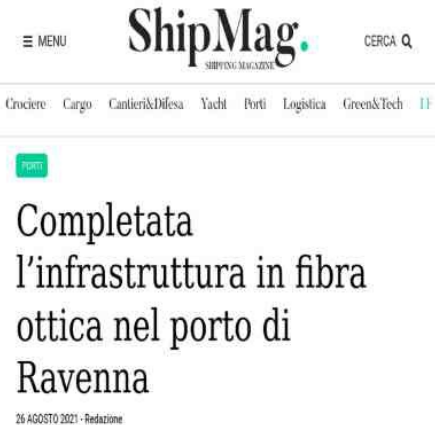 ≡ MENU ShipMag. CERCA
SHIPPING MAGAZINE
Crociere Cargo Cantieri&Difesa Yacht Porti Logistica Green&Tech
PORTI
Completata
l'infrastruttura in fibra
ottica nel porto di
Ravenna
26 AGOSTO 2021 - Redazione